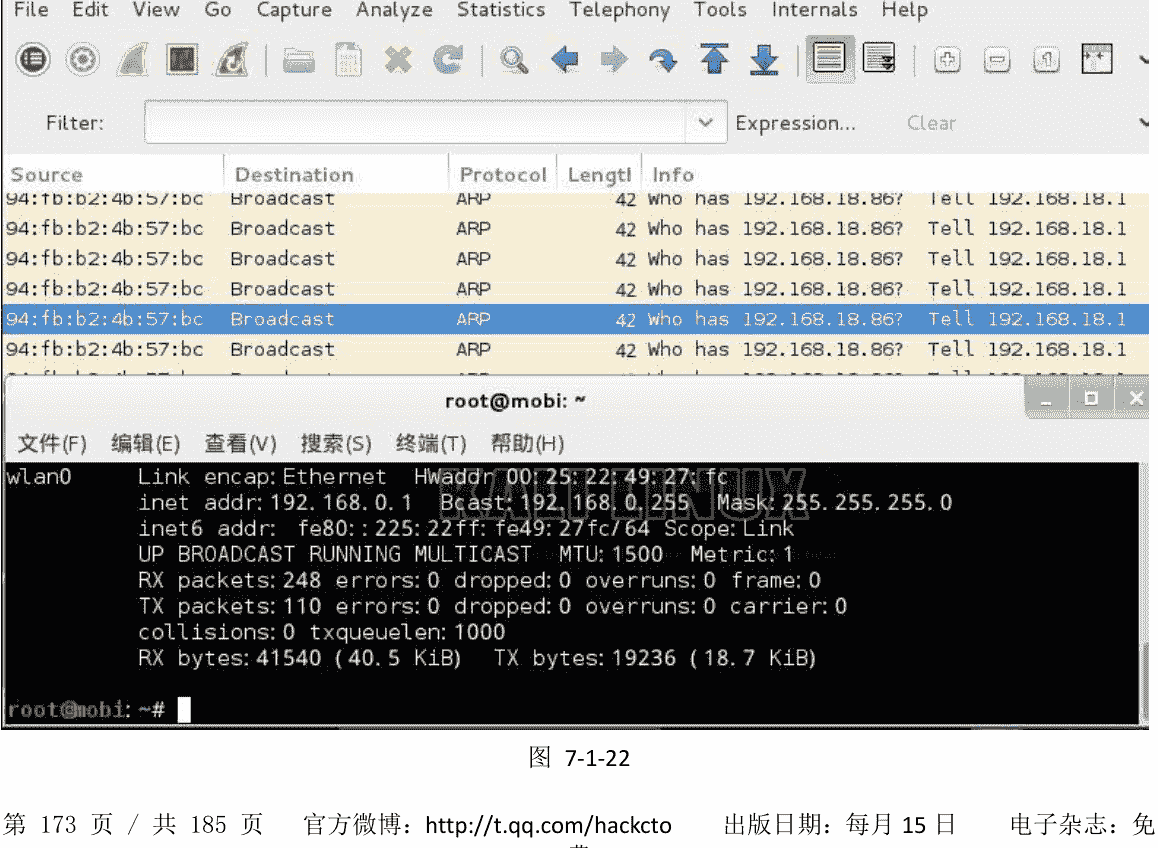 File Edit View Go Capture Analyze Statistics Telephony Tools Internals Help
Filter: Expression... Clear
Source Destination Protocol Lengtl Info
94:fb:b2:4b:57:bc Broadcast ARP 42 Who has 192.168.18.86? Tell 192.168.18.1
94:fb:b2:4b:57:bc Broadcast ARP 42 Who has 192.168.18.86? Tell 192.168.18.1
94:fb:b2:4b:57:bc Broadcast ARP 42 Who has 192.168.18.86? Tell 192.168.18.1
94:fb:b2:4b:57:bc Broadcast ARP 42 Who has 192.168.18.86? Tell 192.168.18.1
94:fb:b2:4b:57:bc Broadcast ARP 42 Who has 192.168.18.86? Tell 192.168.18.1
94:fb:b2:4b:57:bc Broadcast ARP 42 Who has 192.168.18.86? Tell 192.168.18.1
root@mobi: ~
文件(F) 编辑(E) 查看(V) 搜索(S) 终端(T) 帮助(H)
KALI LINUX
wlan0 Link encap:Ethernet HWaddr 00:25:22:49:27:fc
inet addr:192.168.0.1 Bcast:192.168.0.255 Mask:255.255.255.0
inet6 addr: fe80::225:22ff:fe49:27fc/64 Scope:Link
UP BROADCAST RUNNING MULTICAST MTU:1500 Metric:1
RX packets:248 errors:0 dropped:0 overruns:0 frame:0
TX packets:110 errors:0 dropped:0 overruns:0 carrier:0
collisions:0 txqueuelen:1000
RX bytes:41540 (40.5 KiB) TX bytes:19236 (18.7 KiB)
root@mobi:~#
图 7-1-22
第 173 页 / 共 185 页 官方微博：http://t.qq.com/hackcto 出版日期：每月 15 日 电子杂志：免